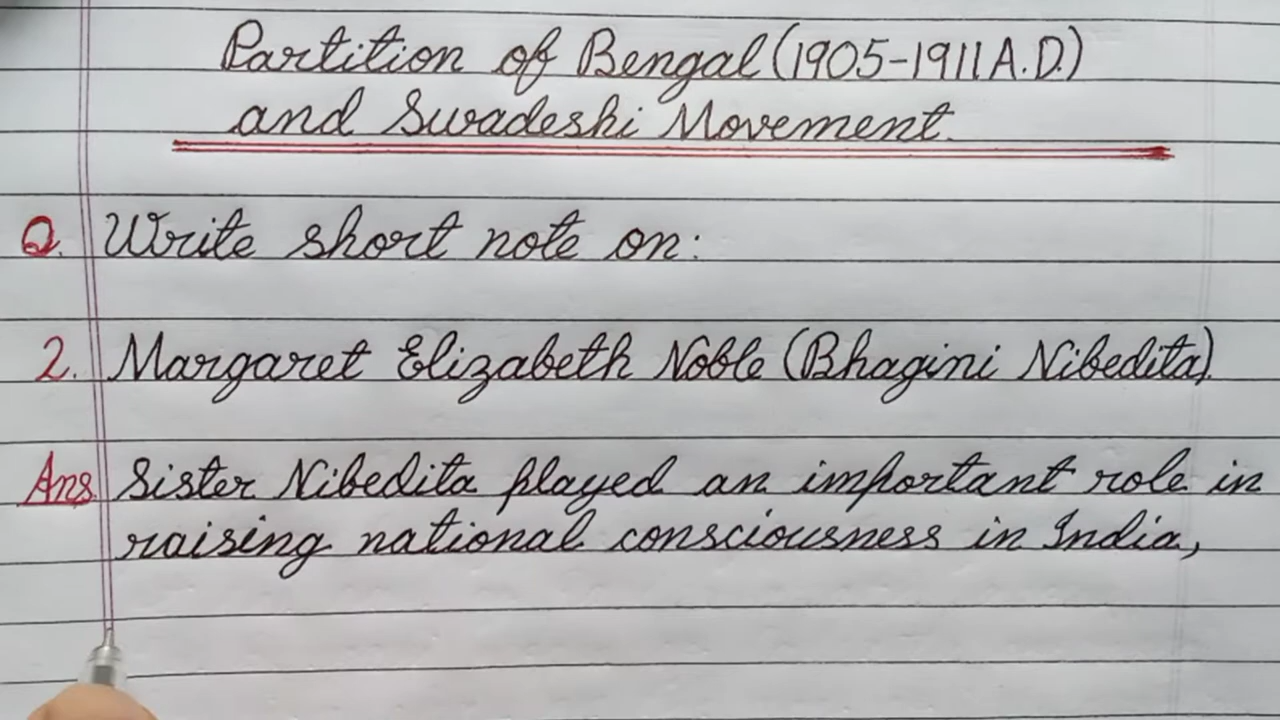 Partition of Bengal (1905-1911 A.D.)
and Swadeshi Movement.
Q. Write short note on:
2. Margaret Elizabeth Noble (Bhagini Nibedita)
Ans Sister Nibedita played an important role in
raising national consciousness in India,